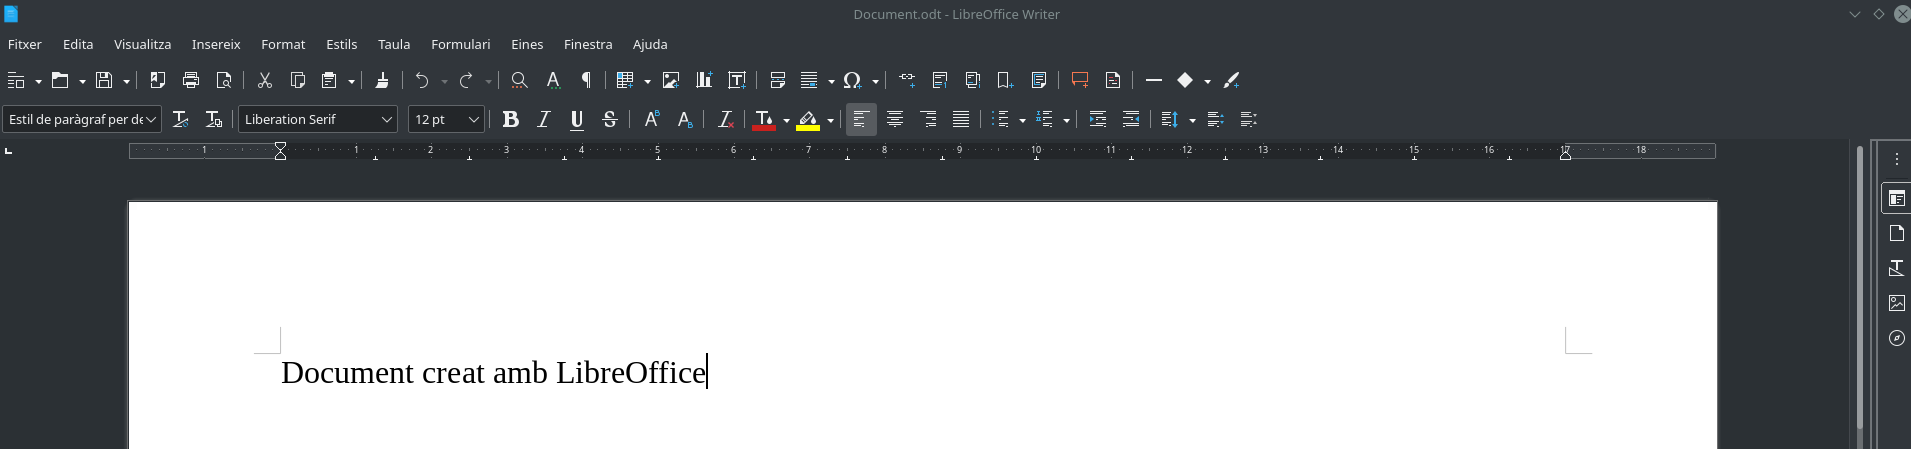 Document.odt - LibreOffice Writer
Fitxer Edita Visualitza Insereix Format Estils Taula Formulari Eines Finestra Ajuda
Estil de paràgraf per de Liberation Serif 12 pt
1 1 2 3 4 5 6 7 8 9 10 11 12 13 14 15 16 17 18
Document creat amb LibreOffice